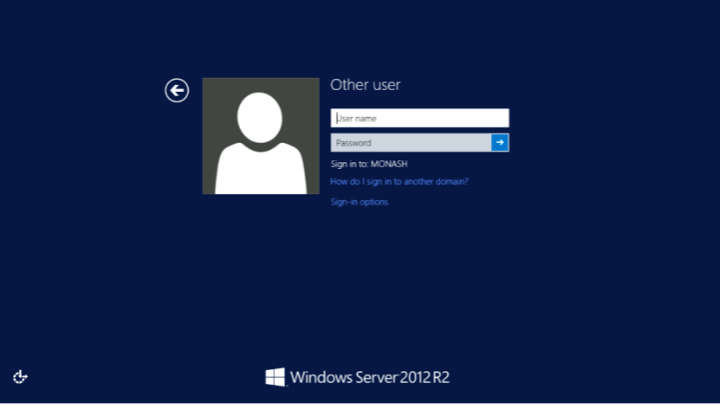 Other user
User name
Password
Sign in to: MONASH
How do I sign in to another domain?
Sign-in options
Windows Server 2012 R2